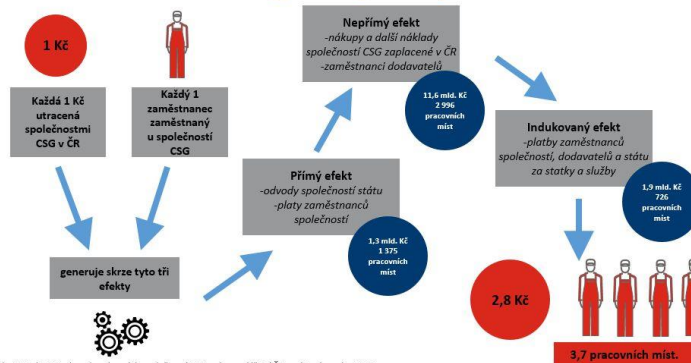 1 Kč
Každá 1 Kč
utracená
společnostmi
CSG v ČR
Každý 1
zaměstnanec
zaměstnaný
u společností
CSG
generuje skrze tyto tři
efekty
Přímý efekt
-odvody společností státu
-platy zaměstnanců
společností
1,3 mld. Kč
1 375
pracovních
míst
Nepřímý efekt
-nákupy a další náklady
společností CSG zaplacené v ČR
-zaměstnanci dodavatelů
11,6 mld. Kč
2 996
pracovních
míst
Indukovaný efekt
-platby zaměstnanců
společností, dodavatelů a státu
za statky a služby
1,9 mld. Kč
726
pracovních
míst
2,8 Kč
3,7 pracovních míst.